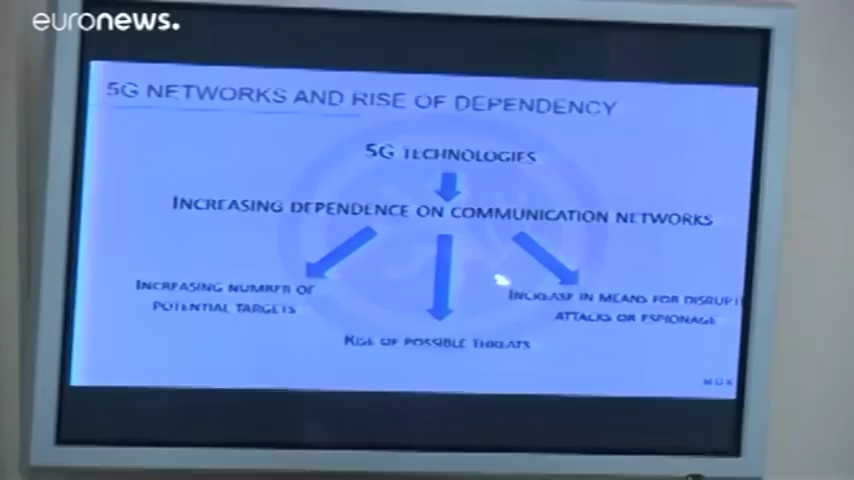 euronews.
5G NETWORKS AND RISE OF DEPENDENCY
5G TECHNOLOGIES
INCREASING DEPENDENCE ON COMMUNICATION NETWORKS
INCREASING NUMBER OF
POTENTIAL TARGETS
INCREASE IN MEANS FOR DISRUPT
ATTACKS OR ESPIONAGE
RISE OF POSSIBLE THREATS